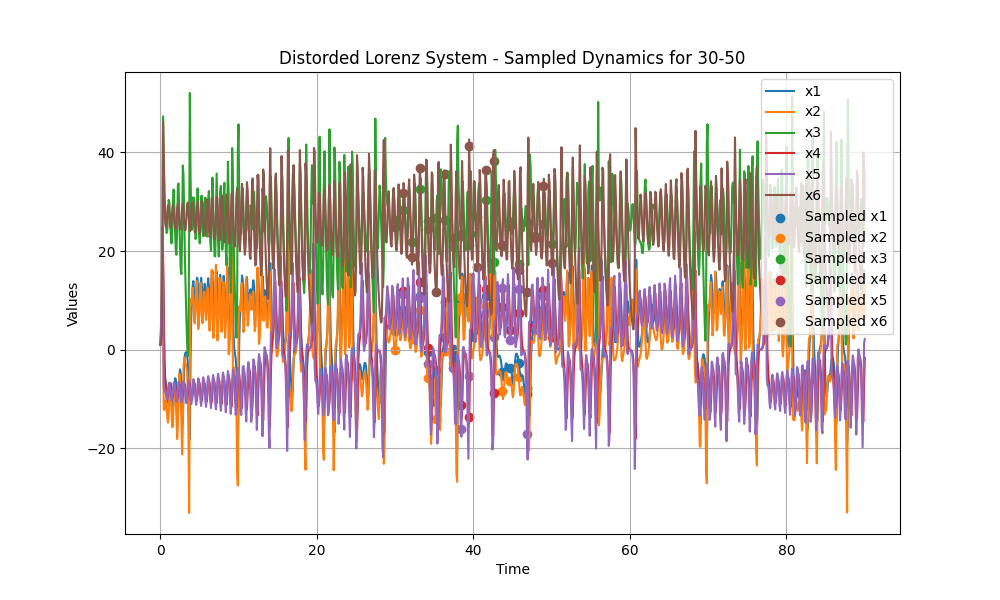 Distorded Lorenz System - Sampled Dynamics for 30-50
x1
x2
x3
x4
x5
x6
Sampled x1
Sampled x2
Sampled x3
Sampled x4
Sampled x5
Sampled x6
Values
40
20
0
−20
0
20
40
60
80
Time